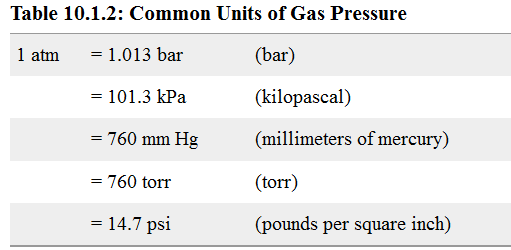 Table 10.1.2: Common Units of Gas Pressure
1 atm = 1.013 bar (bar)
= 101.3 kPa (kilopascal)
= 760 mm Hg (millimeters of mercury)
= 760 torr (torr)
= 14.7 psi (pounds per square inch)